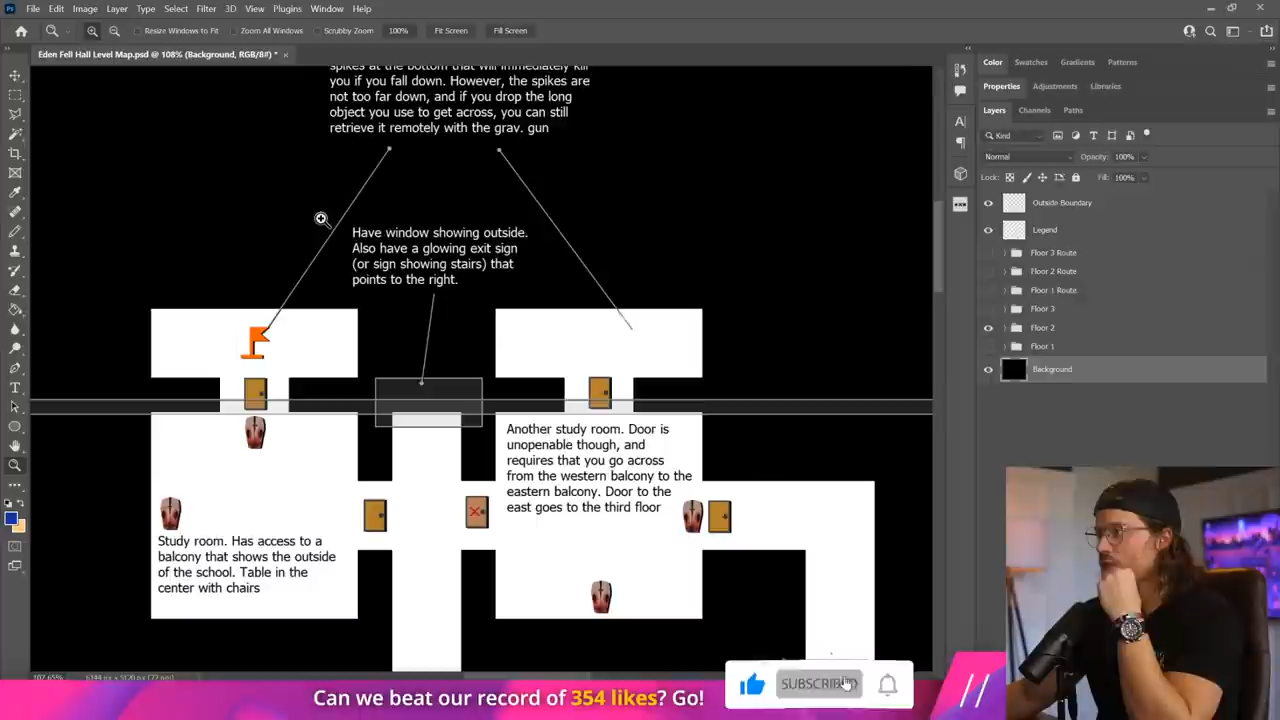 File Edit Image Layer Type Select Filter 3D View Plugins Window Help
Resize Windows to Fit Zoom All Windows Scrubby Zoom 100% Fit Screen Fill Screen
Eden Fell Hall Level Map.psd @ 108% (Background, RGB/8#) *
spikes at the bottom that will immediately kill
you if you fall down. However, the spikes are
not too far down, and if you drop the long
object you use to get across, you can still
retrieve it remotely with the grav. gun
Have window showing outside.
Also have a glowing exit sign
(or sign showing stairs) that
points to the right.
Another study room. Door is
unopenable though, and
requires that you go across
from the western balcony to the
eastern balcony. Door to the
east goes to the third floor
Study room. Has access to a
balcony that shows the outside
of the school. Table in the
center with chairs
Color Swatches Gradients Patterns
Properties Adjustments Libraries
Layers Channels Paths
Kind
Normal Opacity: 100%
Lock: Fill: 100%
Outside Boundary
Legend
Floor 3 Route
Floor 2 Route
Floor 1 Route
Floor 3
Floor 2
Floor 1
Background
Can we beat our record of 354 likes? Go!